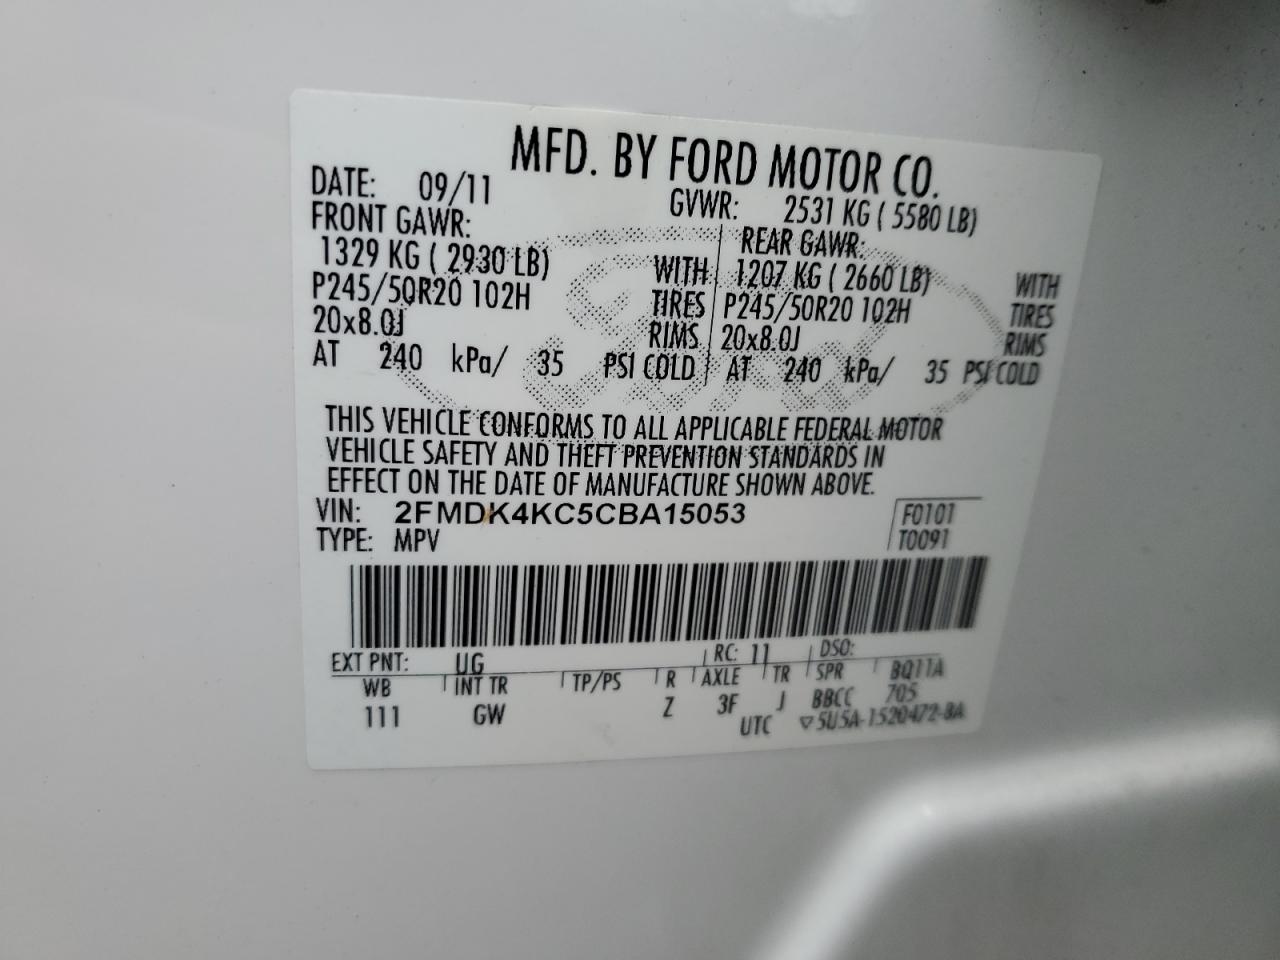 MFD. BY FORD MOTOR CO.
DATE: 09/11 GVWR: 2531 KG ( 5580 LB)
FRONT GAWR: REAR GAWR:
1329 KG ( 2930 LB) WITH 1207 KG ( 2660 LB) WITH
P245/50R20 102H TIRES P245/50R20 102H TIRES
20x8.0J RIMS 20x8.0J RIMS
AT 240 kPa/ 35 PSI COLD AT 240 kPa/ 35 PSI COLD
THIS VEHICLE CONFORMS TO ALL APPLICABLE FEDERAL MOTOR
VEHICLE SAFETY AND THEFT PREVENTION STANDARDS IN
EFFECT ON THE DATE OF MANUFACTURE SHOWN ABOVE.
VIN: 2FMDK4KC5CBA15053 F0101
TYPE: MPV T0091
EXT PNT: UG RC: 11 DSO:
WB INT TR TP/PS R AXLE TR SPR BQ11A
111 GW Z 3F J BBCC 705
UTC ▽5U5A-1520472-BA